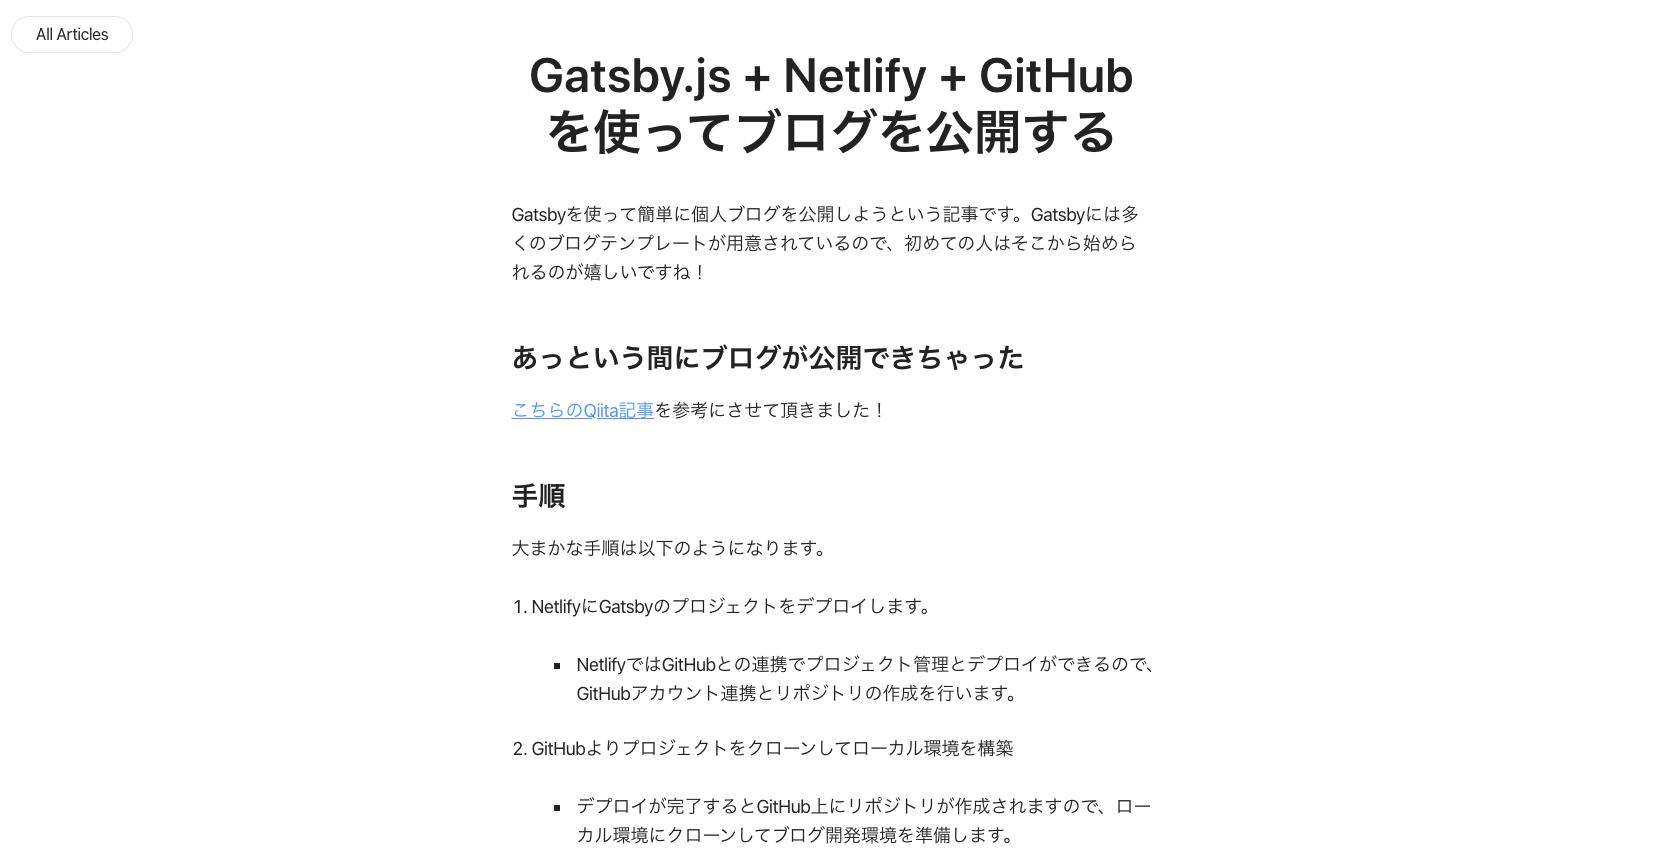 All Articles
Gatsby.js + Netlify + GitHub
を使ってブログを公開する
Gatsbyを使って簡単に個人ブログを公開しようという記事です。Gatsbyには多
くのブログテンプレートが用意されているので、初めての人はそこから始めら
れるのが嬉しいですね！
あっという間にブログが公開できちゃった
こちらのQiita記事を参考にさせて頂きました！
手順
大まかな手順は以下のようになります。
1. NetlifyにGatsbyのプロジェクトをデプロイします。
▪ NetlifyではGitHubとの連携でプロジェクト管理とデプロイができるので、
GitHubアカウント連携とリポジトリの作成を行います。
2. GitHubよりプロジェクトをクローンしてローカル環境を構築
▪ デプロイが完了するとGitHub上にリポジトリが作成されますので、ロー
カル環境にクローンしてブログ開発環境を準備します。